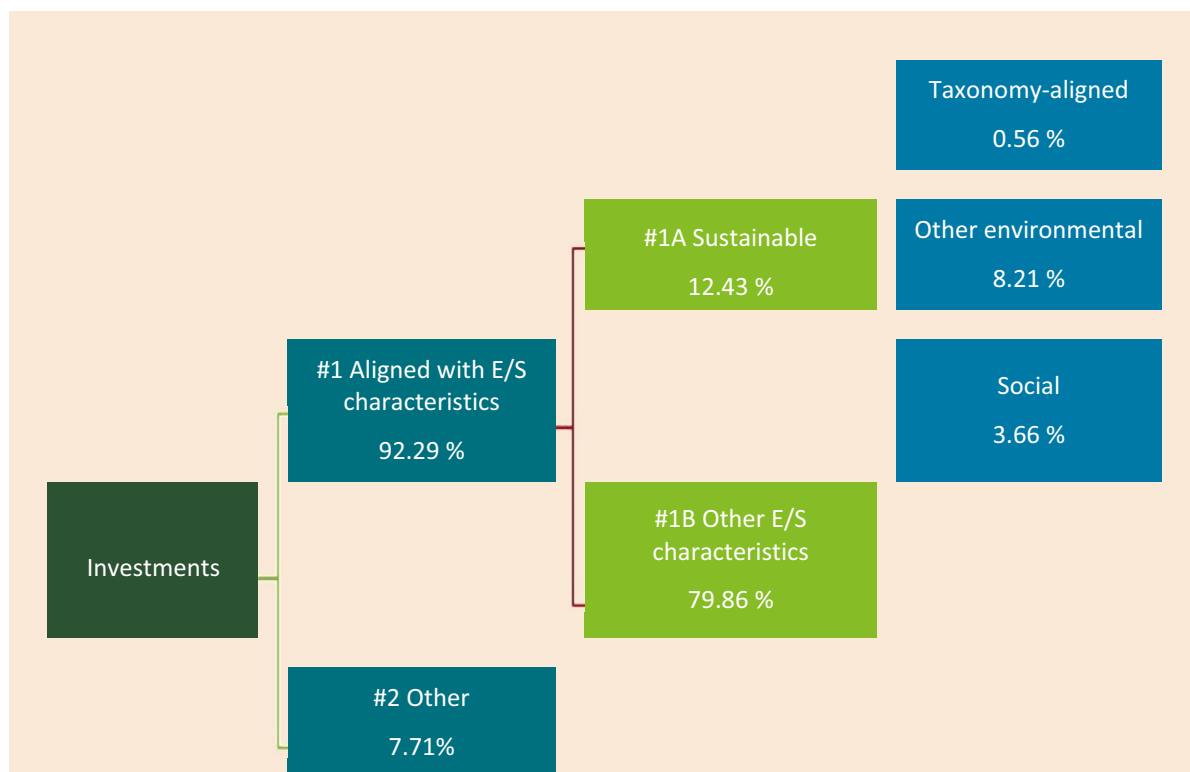 Taxonomy-aligned
0.56 %
#1A Sustainable
12.43 %
Other environmental
8.21 %
#1 Aligned with E/S
characteristics
92.29 %
Social
3.66 %
Investments
#1B Other E/S
characteristics
79.86 %
#2 Other
7.71%